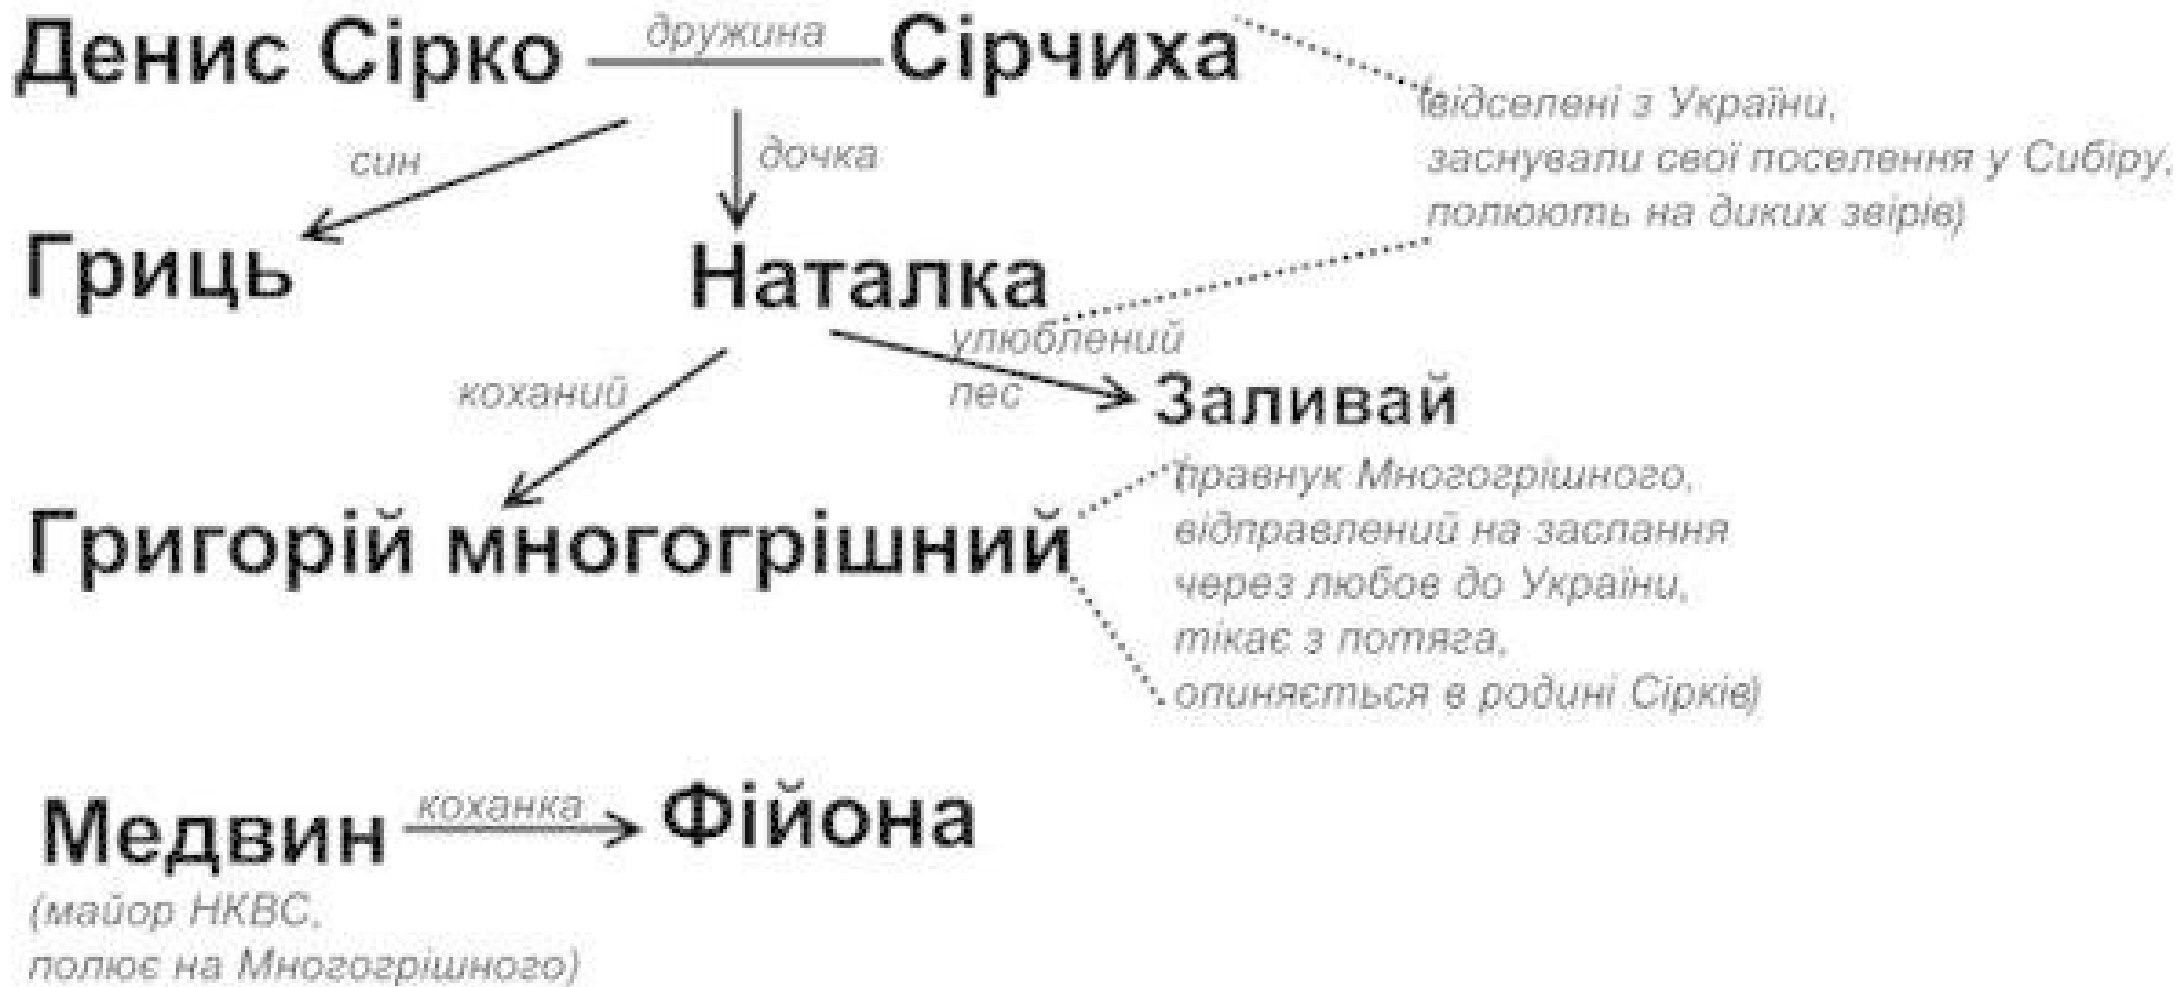 Денис Сірко дружина Сірчиха
(відселені з України,
заснували свої поселення у Сибіру,
полюють на диких звірів)
син
дочка
Гриць
Наталка
улюблений
пес
Заливай
коханий
Григорій многогрішний
(правнук Многогрішного,
відправлений на заслання
через любов до України,
тікає з потяга,
опиняється в родині Сірків)
Медвин коханка Фійона
(майор НКВС,
полює на Многогрішного)